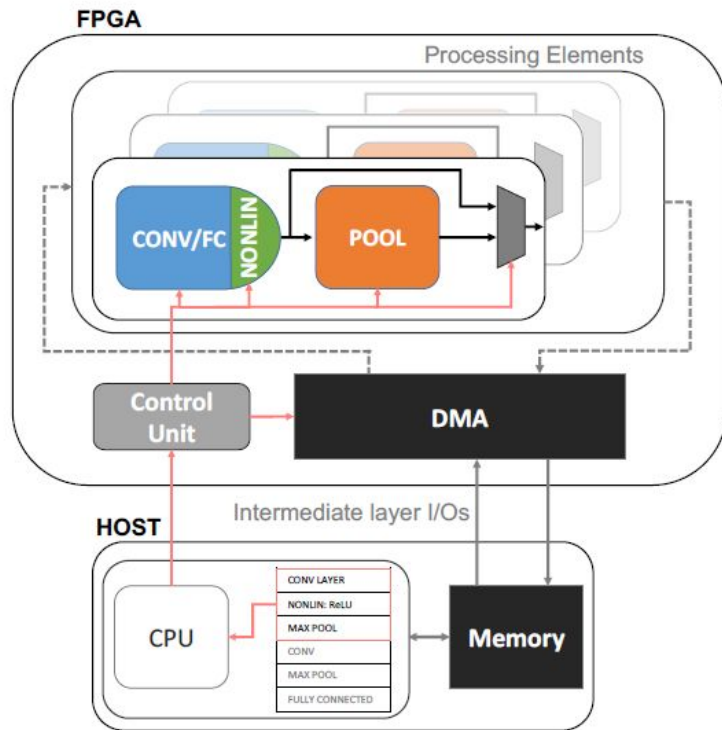 FPGA
Processing Elements
CONV/FC
NONLIN
POOL
Control
Unit
DMA
Intermediate layer I/Os
HOST
CPU
CONV LAYER
NONLIN: ReLU
MAX POOL
CONV
MAX POOL
FULLY CONNECTED
Memory